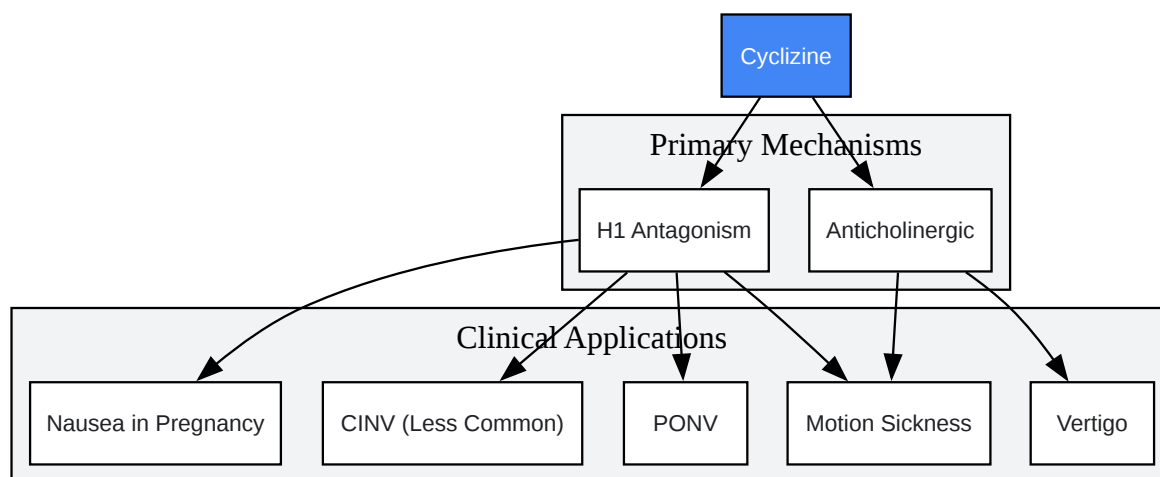 Cyclizine
Primary Mechanisms
H1 Antagonism
Anticholinergic
Clinical Applications
Nausea in Pregnancy
CINV (Less Common)
PONV
Motion Sickness
Vertigo